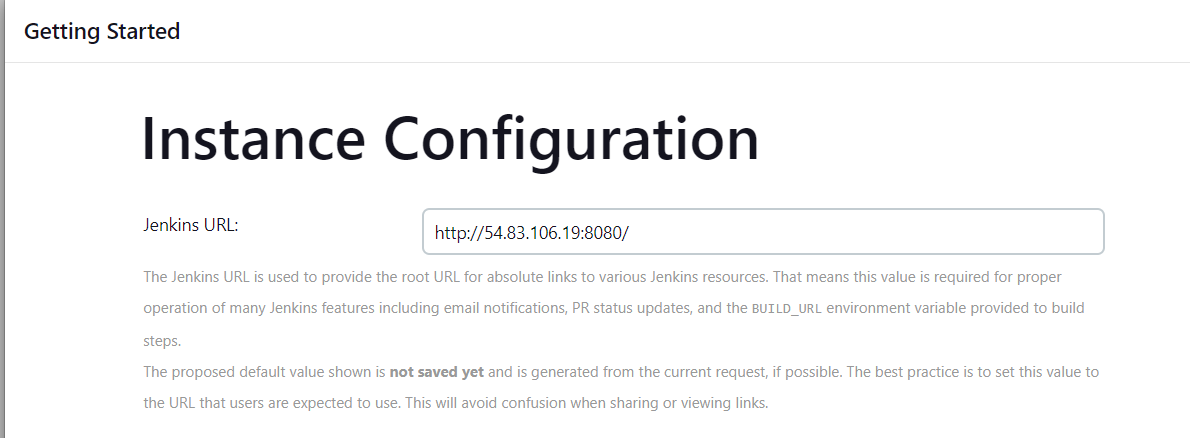 Getting Started
Instance Configuration
Jenkins URL:
http://54.83.106.19:8080/
The Jenkins URL is used to provide the root URL for absolute links to various Jenkins resources. That means this value is required for proper
operation of many Jenkins features including email notifications, PR status updates, and the BUILD_URL environment variable provided to build
steps.
The proposed default value shown is not saved yet and is generated from the current request, if possible. The best practice is to set this value to
the URL that users are expected to use. This will avoid confusion when sharing or viewing links.